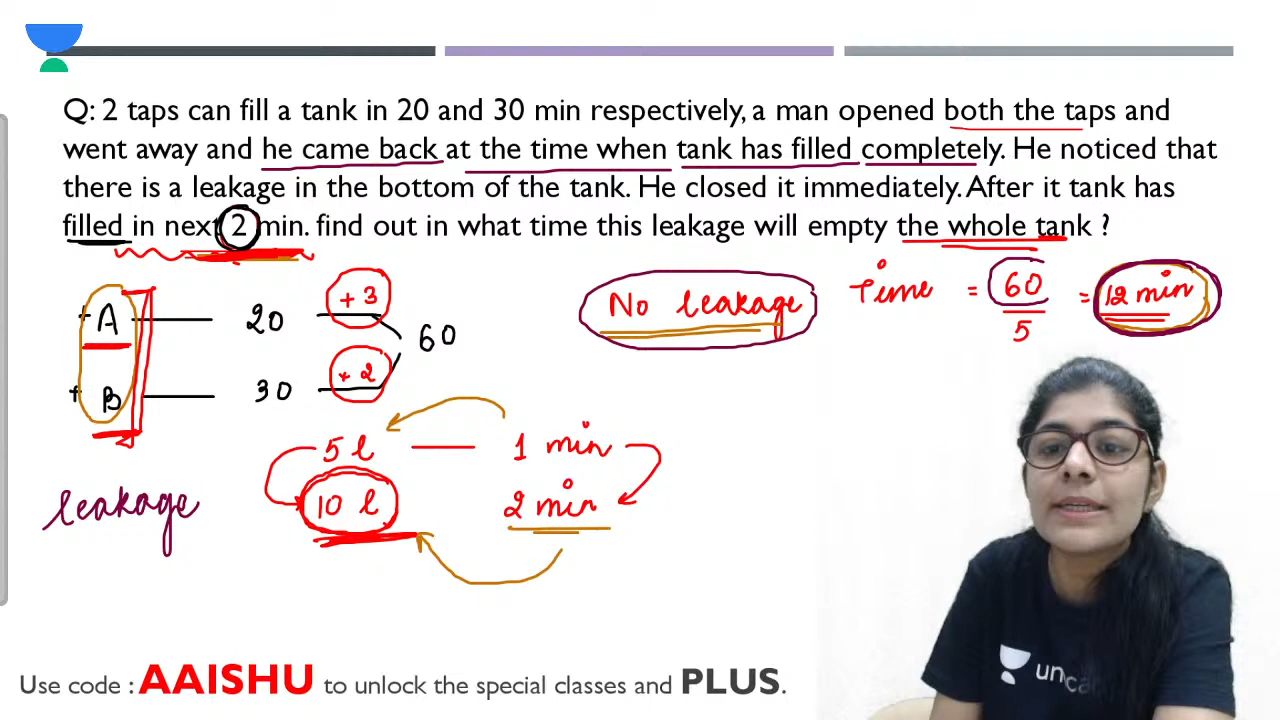 Q: 2 taps can fill a tank in 20 and 30 min respectively, a man opened both the taps and
went away and he came back at the time when tank has filled completely. He noticed that
there is a leakage in the bottom of the tank. He closed it immediately. After it tank has
filled in next 2 min. find out in what time this leakage will empty the whole tank ?
+ A 20 +3
60
+ B 30 +2
No leakage
Time = 60/5 = 12 min
5 l — 1 min
10 l 2 min
leakage
Use code : AAISHU to unlock the special classes and PLUS.